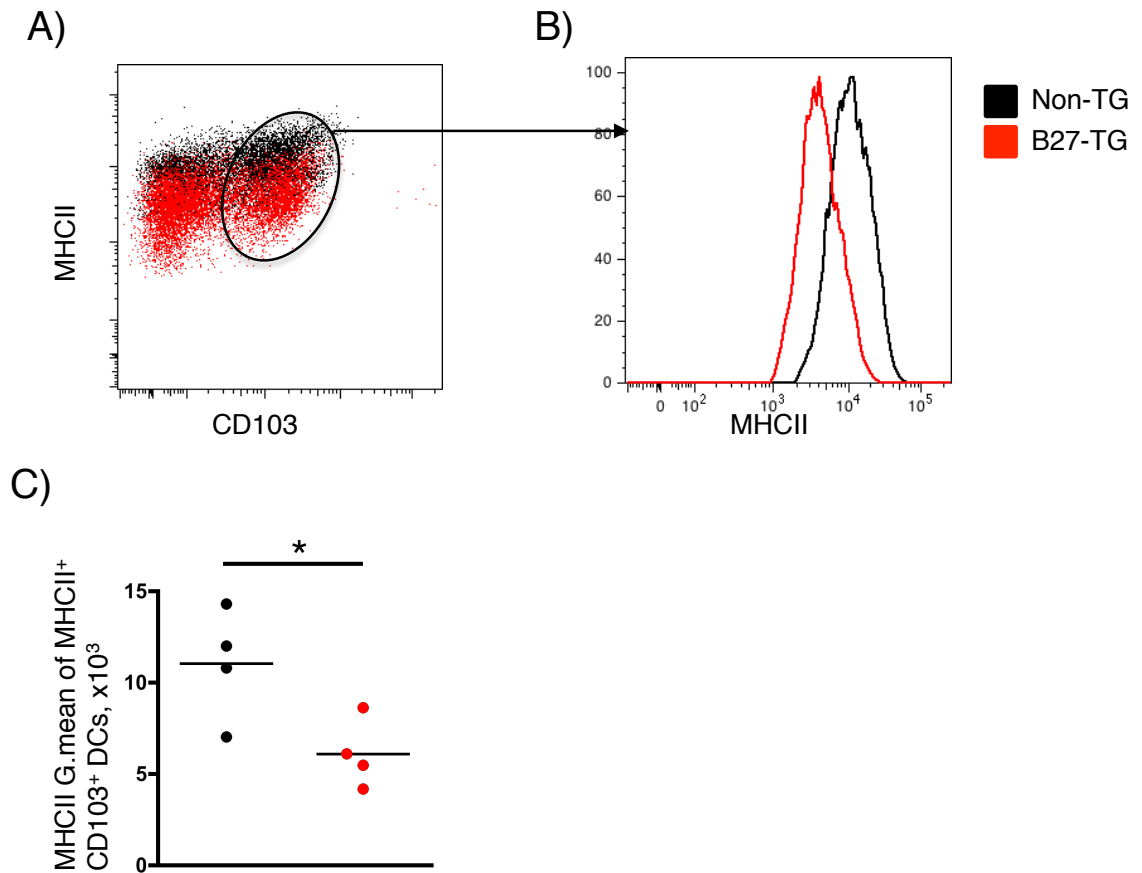 A)
MHCII
CD103
B)
100
80
60
40
20
0
0 10² 10³ 10⁴ 10⁵
MHCII
Non-TG
B27-TG
C)
*
MHCII G.mean of MHCII⁺
CD103⁺ DCs, x10³
15
10
5
0